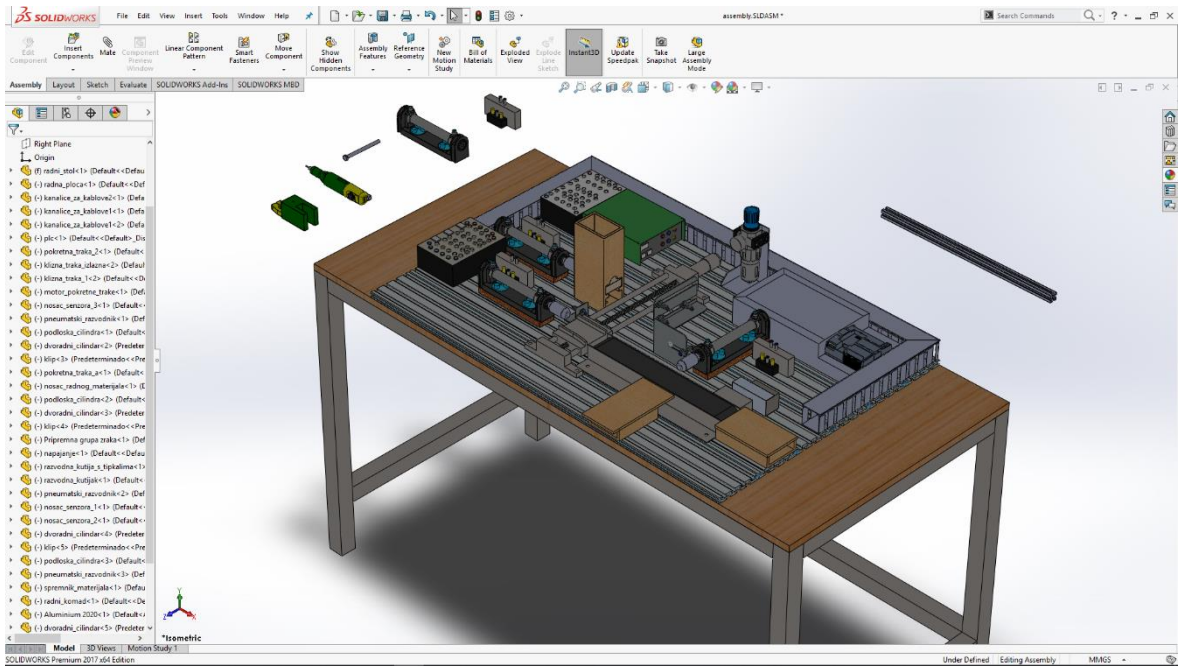 SOLIDWORKS File Edit View Insert Tools Window Help assembly.SLDASM * Search Commands
Edit Component
Insert Components
Mate
Component Preview Window
Linear Component Pattern
Smart Fasteners
Move Component
Show Hidden Components
Assembly Features
Reference Geometry
New Motion Study
Bill of Materials
Exploded View
Explode Line Sketch
Instant3D
Update Speedpak
Take Snapshot
Large Assembly Mode
Assembly Layout Sketch Evaluate SOLIDWORKS Add-Ins SOLIDWORKS MBD
Right Plane
Origin
(f) radni_stol<1> (Default<<Defau
(-) radna_ploca<1> (Default<<Def
(-) kanalice_za_kablove2<1> (Defa
(-) kanalice_za_kablove1<1> (Defa
(-) kanalice_za_kablove1<2> (Defa
(-) plc<1> (Default<<Default>_Dis
(-) pokretna_traka_2<1> (Default<
(-) klizna_traka_izlazna<2> (Defaul
(-) klizna_traka_1<2> (Default<<D
(-) motor_pokretne_trake<1> (Def
(-) nosac_senzora_3<1> (Default<
(-) pneumatski_razvodnik<1> (Def
(-) podloska_cilindra<1> (Default<
(-) dvoradni_cilindar<2> (Predeter
(-) klip<3> (Predeterminado<<Pre
(-) pokretna_traka_a<1> (Default<
(-) nosac_radnog_materijala<1> (D
(-) podloska_cilindra<2> (Default<
(-) dvoradni_cilindar<3> (Predeter
(-) klip<4> (Predeterminado<<Pre
(-) Pripremna grupa zraka<1> (Def
(-) napajanje<1> (Default<<Defau
(-) razvodna_kutija_s_tipkalima<1>
(-) razvodna_kutijak<1> (Default<
(-) pneumatski_razvodnik<2> (Def
(-) nosac_senzora_1<1> (Default<
(-) nosac_senzora_2<1> (Default<
(-) dvoradni_cilindar<4> (Predeter
(-) klip<5> (Predeterminado<<Pre
(-) podloska_cilindra<3> (Default<
(-) pneumatski_razvodnik<3> (Def
(-) spremnik_materijala<1> (Defau
(-) radni_komad<1> (Default<<De
(-) Aluminium 2020<1> (Default<
(-) dvoradni_cilindar<5> (Predeter
*Isometric
Model 3D Views Motion Study 1
SOLIDWORKS Premium 2017 x64 Edition Under Defined Editing Assembly MMGS